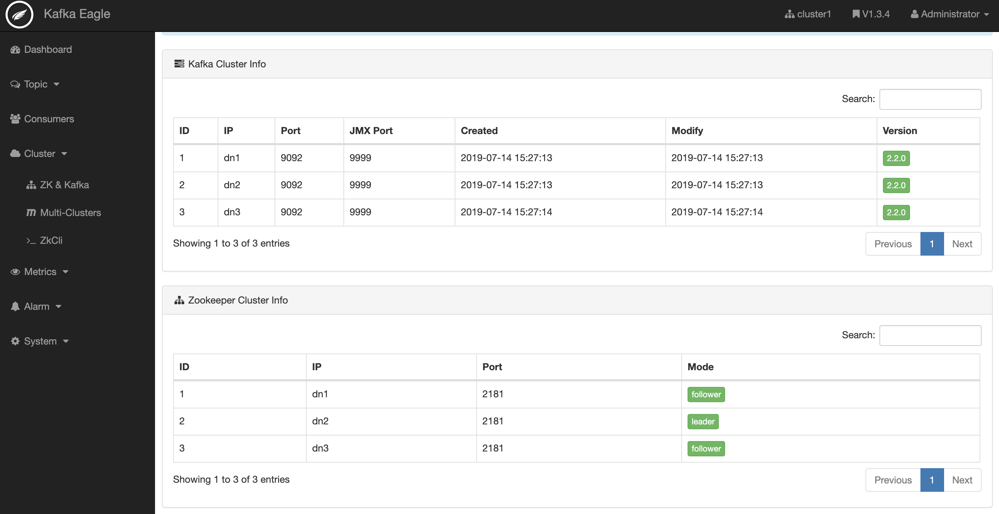 Kafka Eagle
cluster1 V1.3.4 Administrator
Dashboard
Topic
Consumers
Cluster
ZK & Kafka
Multi-Clusters
ZkCli
Metrics
Alarm
System
Kafka Cluster Info
Search:
ID IP Port JMX Port Created Modify Version
1 dn1 9092 9999 2019-07-14 15:27:13 2019-07-14 15:27:13 2.2.0
2 dn2 9092 9999 2019-07-14 15:27:13 2019-07-14 15:27:13 2.2.0
3 dn3 9092 9999 2019-07-14 15:27:14 2019-07-14 15:27:14 2.2.0
Showing 1 to 3 of 3 entries
Previous 1 Next
Zookeeper Cluster Info
Search:
ID IP Port Mode
1 dn1 2181 follower
2 dn2 2181 leader
3 dn3 2181 follower
Showing 1 to 3 of 3 entries
Previous 1 Next